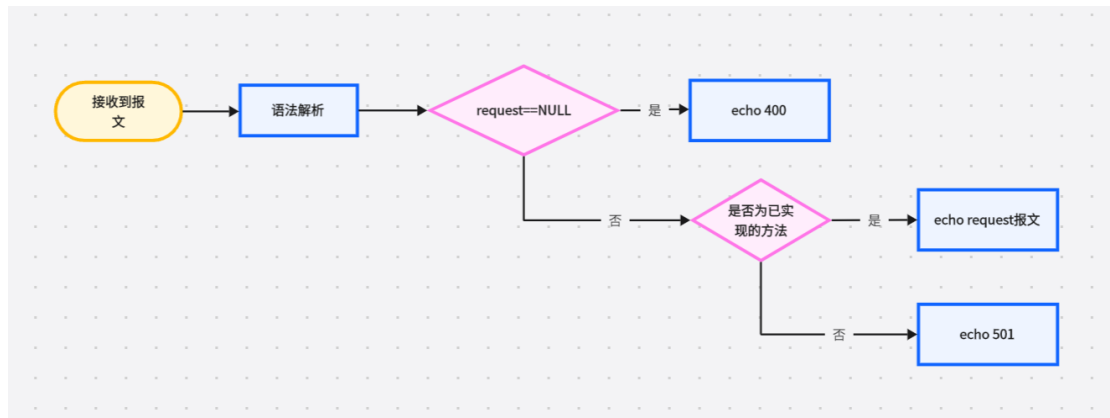 接收到报
文
语法解析
request==NULL
是
echo 400
是否为已实
现的方法
否
是
echo request报文
否
echo 501